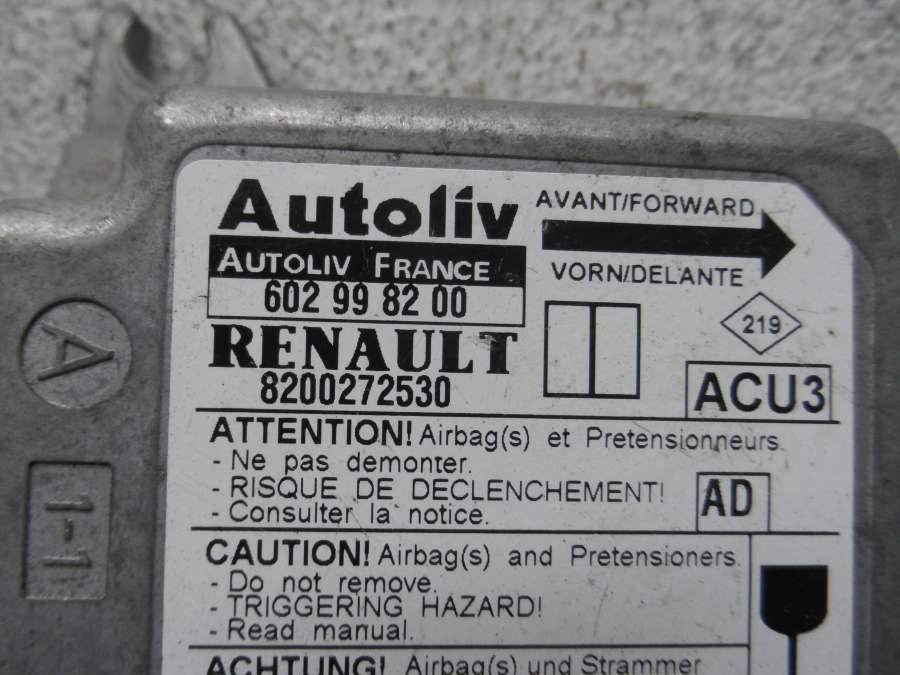 Autoliv
AVANT/FORWARD
AUTOLIV FRANCE
VORN/DELANTE
602 99 82 00
219
RENAULT
8200272530
ACU3
ATTENTION! Airbag(s) et Pretensionneurs.
- Ne pas demonter.
- RISQUE DE DECLENCHEMENT!
- Consulter la notice.
AD
CAUTION! Airbag(s) and Pretensioners.
- Do not remove.
- TRIGGERING HAZARD!
- Read manual.
ACHTUNG! Airbag(s) und Strammer
A
1-1